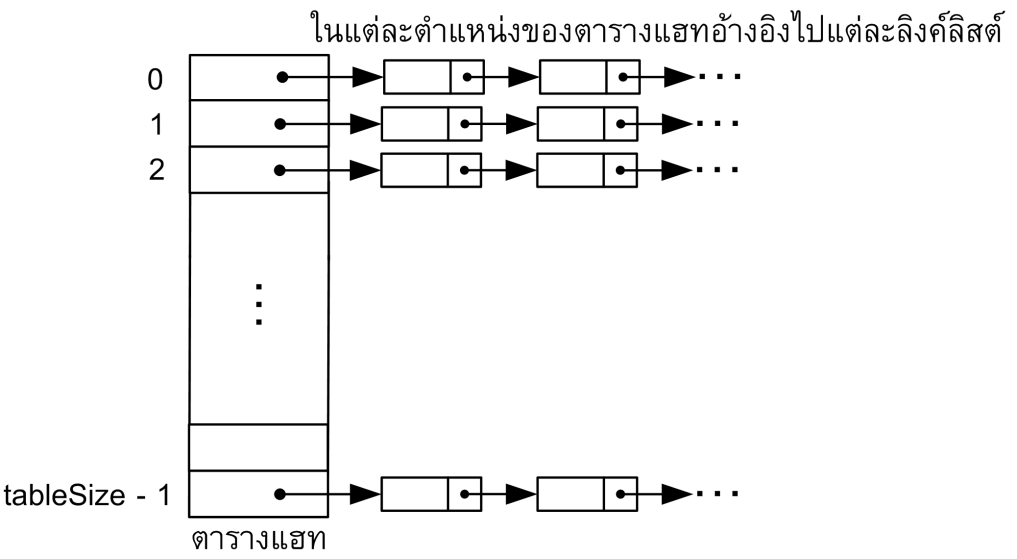 ในแต่ละตำแหน่งของตารางแฮทอ้างอิงไปแต่ละลิงค์ลิสต์
0
1
2
tableSize - 1
ตารางแฮท